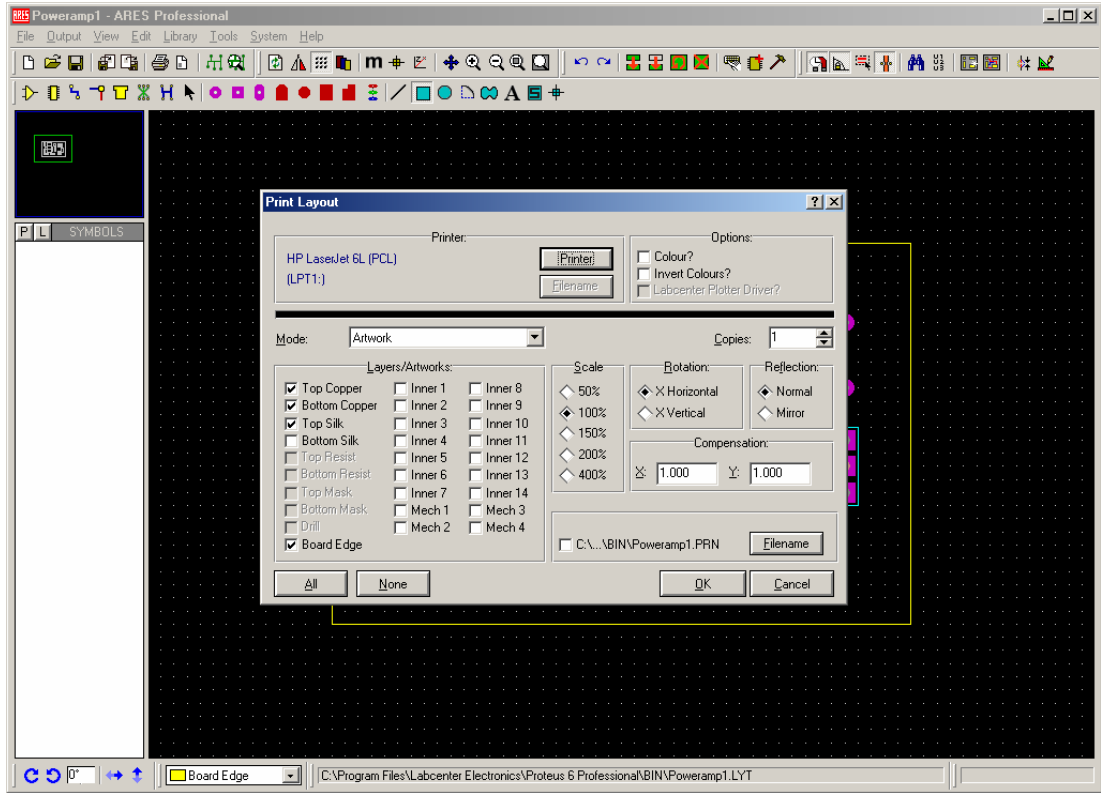 ARES Poweramp1 - ARES Professional
File Output View Edit Library Tools System Help
m
A S
P L SYMBOLS
Print Layout
Printer:
HP LaserJet 6L (PCL)
(LPT1:)
Printer
Filename
Options:
Colour?
Invert Colours?
Labcenter Plotter Driver?
Mode: Artwork
Copies: 1
Layers/Artworks:
Top Copper Inner 1 Inner 8
Bottom Copper Inner 2 Inner 9
Top Silk Inner 3 Inner 10
Bottom Silk Inner 4 Inner 11
Top Resist Inner 5 Inner 12
Bottom Resist Inner 6 Inner 13
Top Mask Inner 7 Inner 14
Bottom Mask Mech 1 Mech 3
Drill Mech 2 Mech 4
Board Edge
Scale
50%
100%
150%
200%
400%
Rotation:
X Horizontal
X Vertical
Reflection:
Normal
Mirror
Compensation:
X: 1.000 Y: 1.000
C:\...\BIN\Poweramp1.PRN Filename
All None OK Cancel
0° Board Edge C:\Program Files\Labcenter Electronics\Proteus 6 Professional\BIN\Poweramp1.LYT